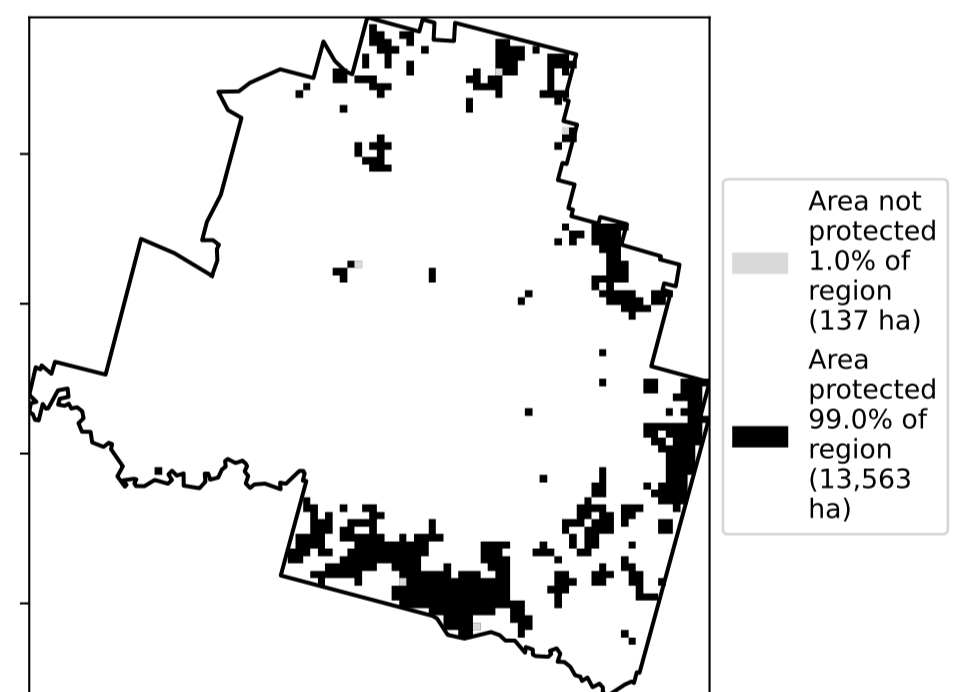 Area not
protected
1.0% of
region
(137 ha)
Area
protected
99.0% of
region
(13,563
ha)